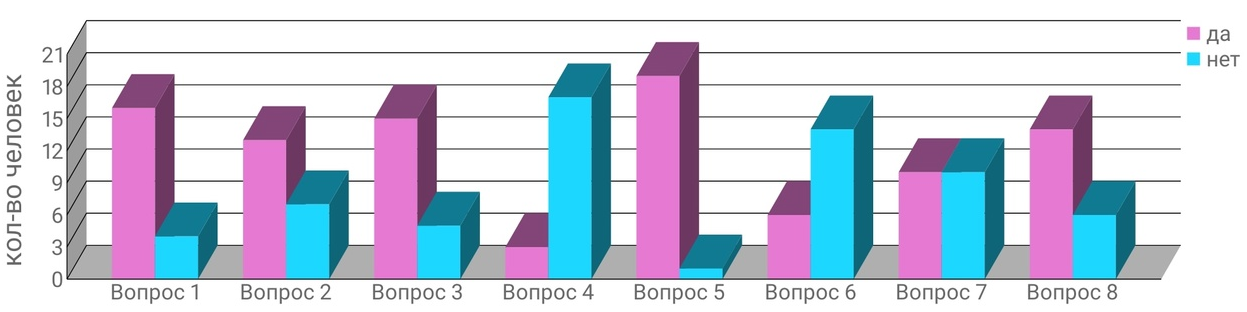 кол-во человек
21
18
15
12
9
6
3
0
Вопрос 1
Вопрос 2
Вопрос 3
Вопрос 4
Вопрос 5
Вопрос 6
Вопрос 7
Вопрос 8
да
нет